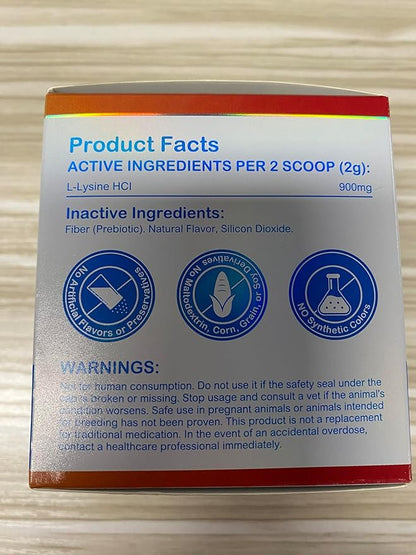 Product Facts
ACTIVE INGREDIENTS PER 2 SCOOP (2g):
L-Lysine HCl 900mg
Inactive Ingredients:
Fiber (Prebiotic). Natural Flavor, Silicon Dioxide.
No Artificial Flavors or Preservatives
No Maltodextrin, Corn, Grain, or Soy Derivatives
NO Synthetic Colors
WARNINGS:
Not for human consumption. Do not use it if the safety seal under the
cap is broken or missing. Stop usage and consult a vet if the animal's
condition worsens. Safe use in pregnant animals or animals intended
for breeding has not been proven. This product is not a replacement
for traditional medication. In the event of an accidental overdose,
contact a healthcare professional immediately.